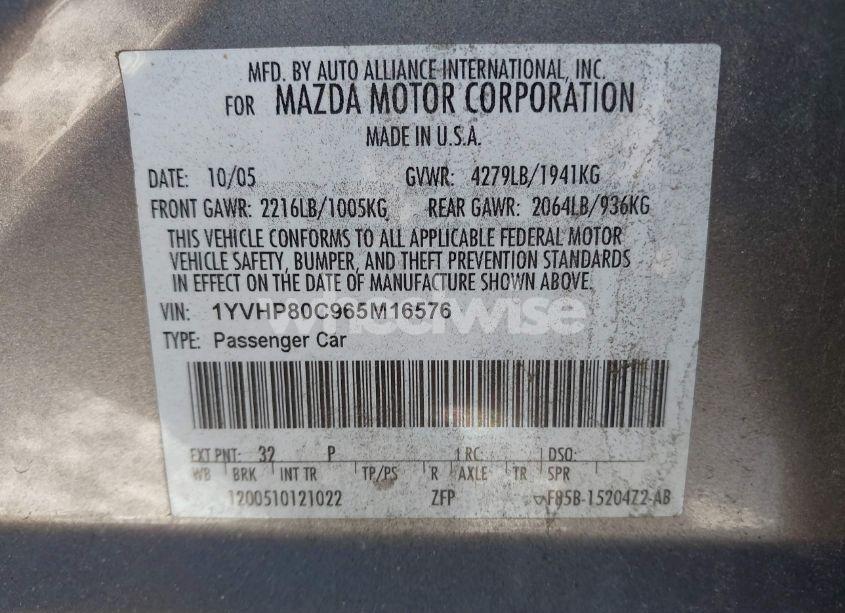 MFD. BY AUTO ALLIANCE INTERNATIONAL, INC.
FOR MAZDA MOTOR CORPORATION
MADE IN U.S.A.
DATE: 10/05 GVWR: 4279LB/1941KG
FRONT GAWR: 2216LB/1005KG REAR GAWR: 2064LB/936KG
THIS VEHICLE CONFORMS TO ALL APPLICABLE FEDERAL MOTOR
VEHICLE SAFETY, BUMPER, AND THEFT PREVENTION STANDARDS
IN EFFECT ON THE DATE OF MANUFACTURE SHOWN ABOVE.
VIN: 1YVHP80C965M16576
wheelwise
TYPE: Passenger Car
EXT PNT: 32 P RC: DSO:
WB BRK INT TR TP/PS R AXLE TR SPR
1200510121022 ZFP F85B-15204Z2-AB